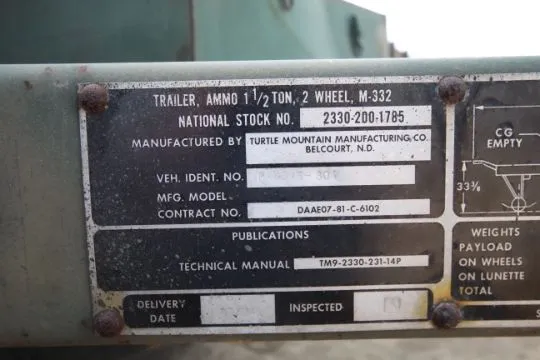 TRAILER, AMMO 1 1/2 TON, 2 WHEEL, M-332
NATIONAL STOCK NO. 2330-200-1785
MANUFACTURED BY TURTLE MOUNTAIN MANUFACTURING, CO.
BELCOURT, N.D.
VEH. IDENT. NO.
MFG. MODEL
CONTRACT NO. DAAE07-81-C-6102
PUBLICATIONS
TECHNICAL MANUAL TM9-2330-231-14P
DELIVERY DATE
INSPECTED
CG
EMPTY
33 3/8
WEIGHTS
PAYLOAD
ON WHEELS
ON LUNETTE
TOTAL